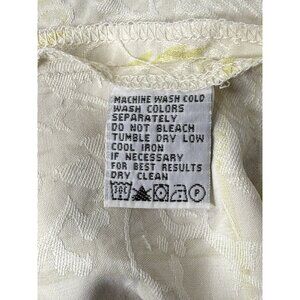 MACHINE WASH COLD
WASH COLORS
SEPARATELY
DO NOT BLEACH
TUMBLE DRY LOW
COOL IRON
IF NECESSARY
FOR BEST RESULTS
DRY CLEAN
P